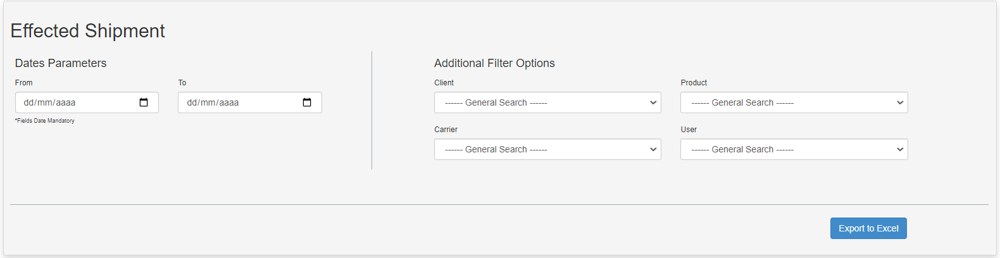 Effected Shipment
Dates Parameters
From
To
dd/mm/aaaa
dd/mm/aaaa
*Fields Date Mandatory
Additional Filter Options
Client
Product
------ General Search ------
------ General Search ------
Carrier
User
------ General Search ------
------ General Search ------
Export to Excel